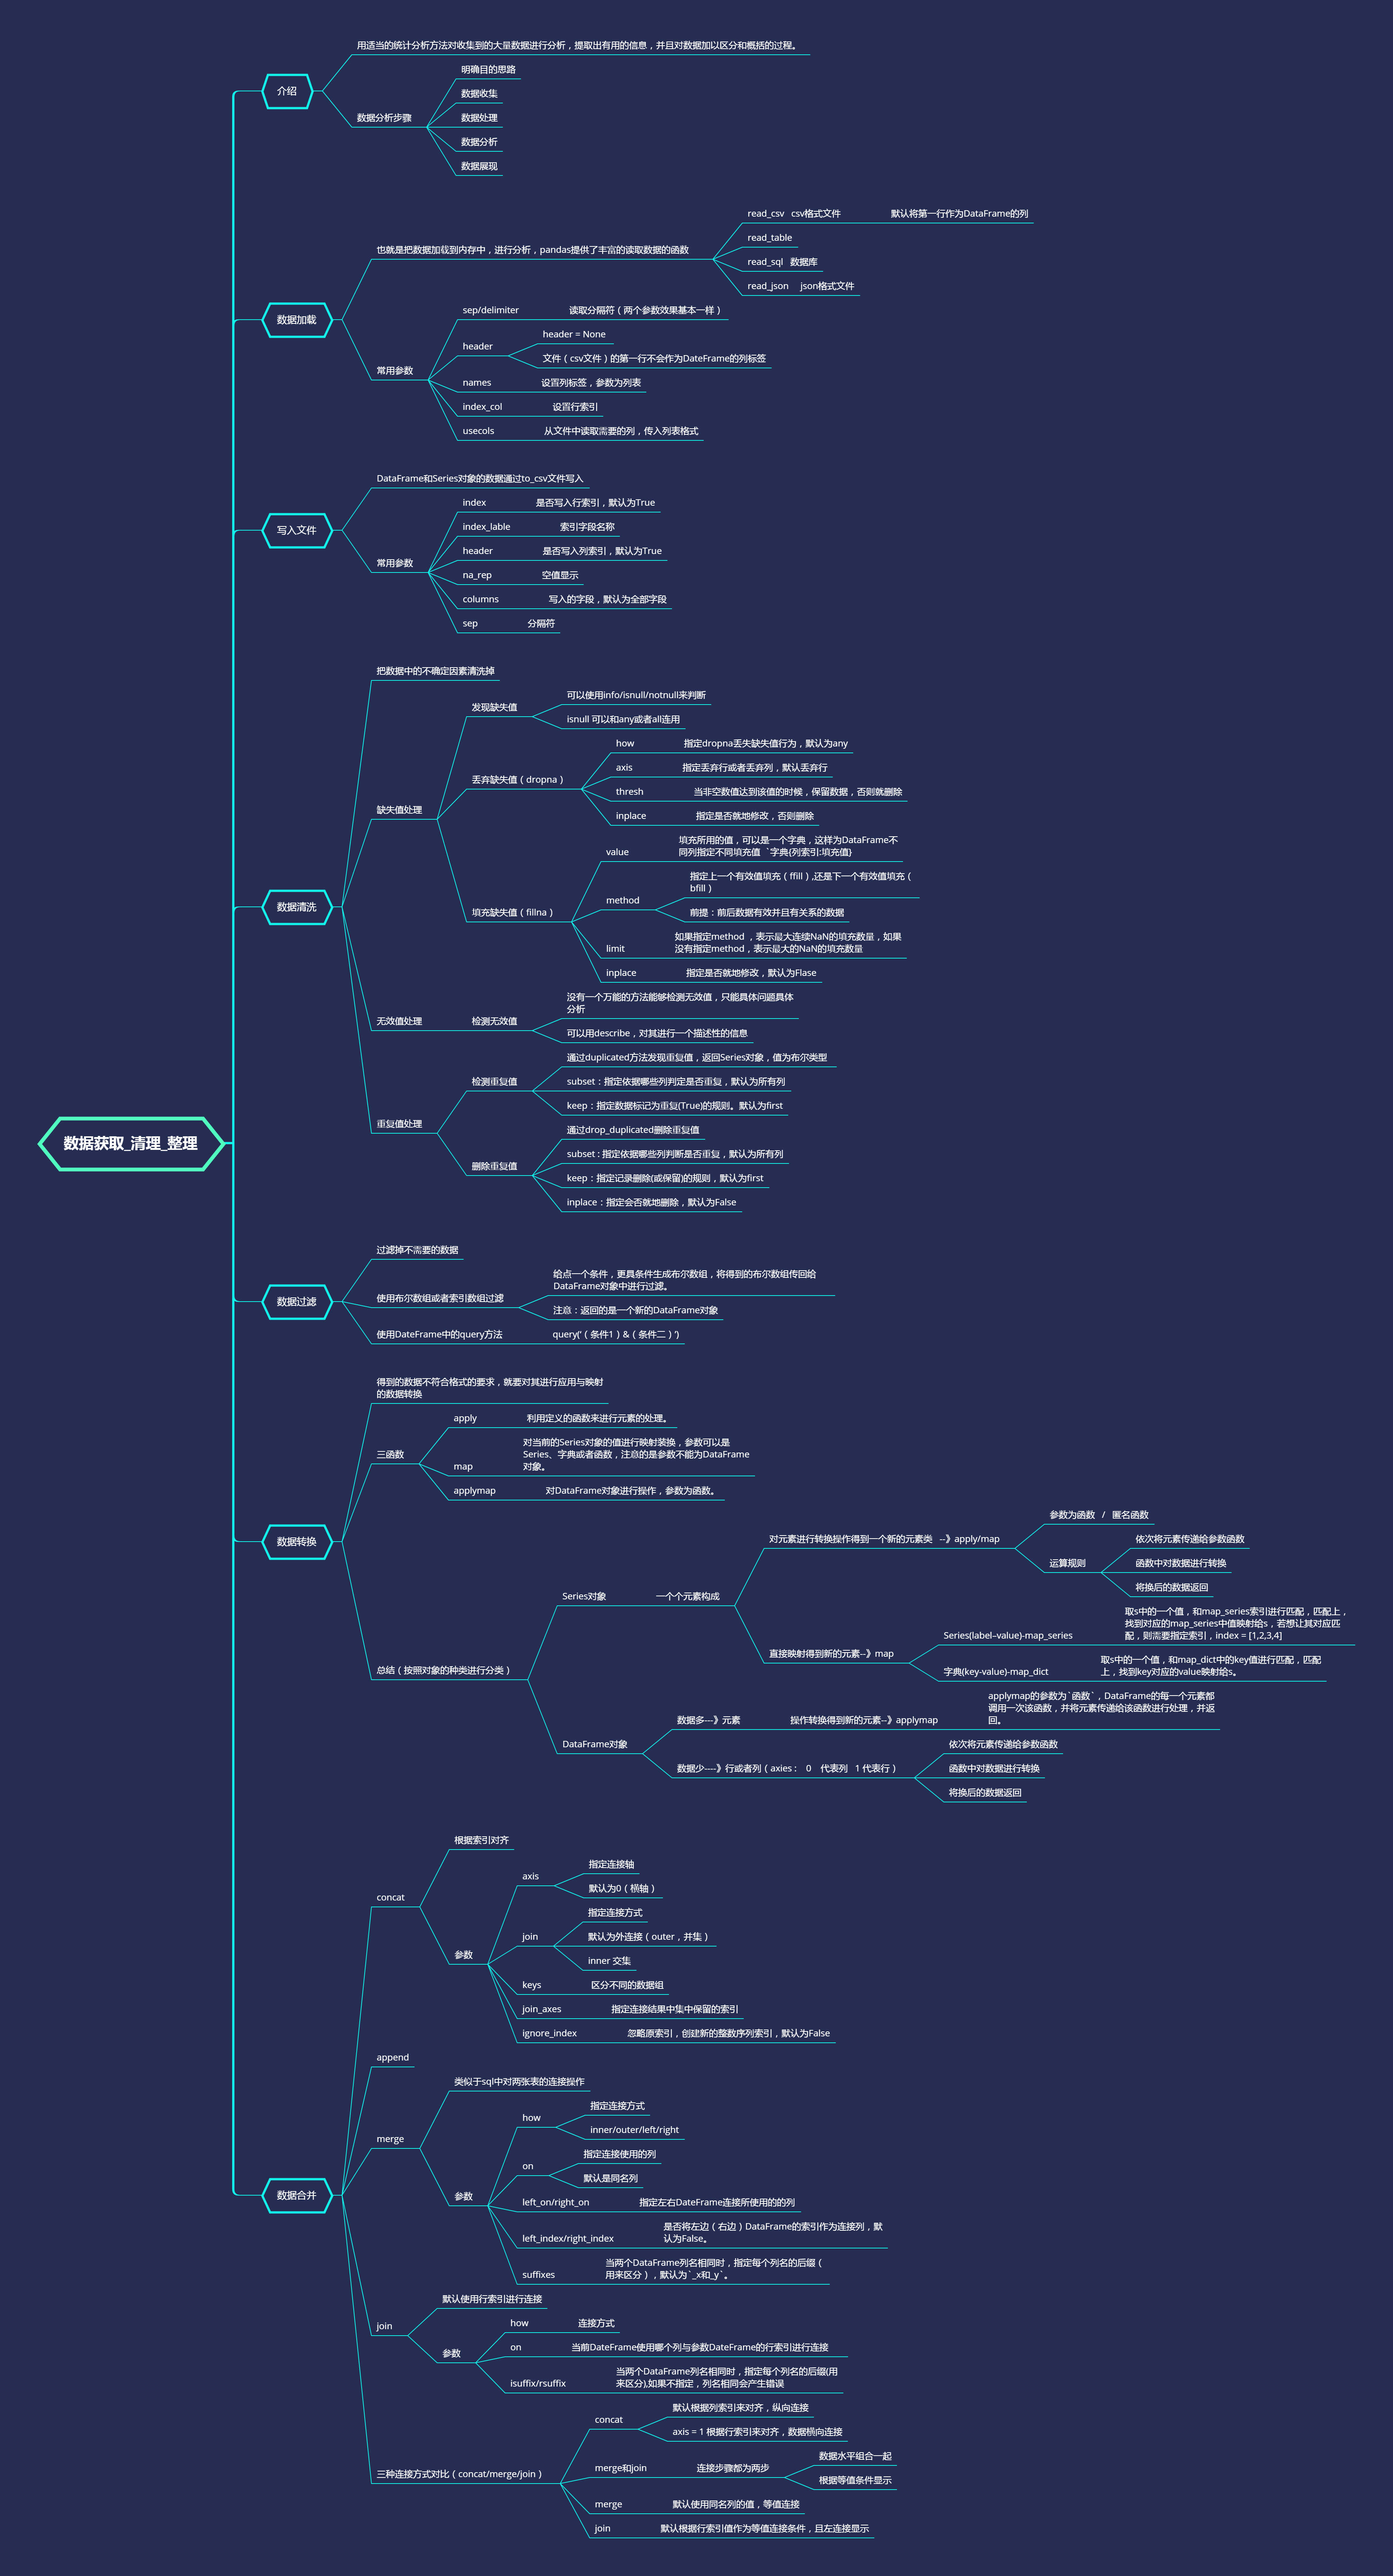 用适当的统计分析方法对收集到的大量数据进行分析，提取出有用的信息，并且对数据加以区分和概括的过程。
介绍
数据分析步骤
明确目的思路
数据收集
数据处理
数据分析
数据展现
数据加载
也就是把数据加载到内存中，进行分析，pandas提供了丰富的读取数据的函数
read_csv csv格式文件
默认将第一行作为DataFrame的列
read_table
read_sql 数据库
read_json json格式文件
常用参数
sep/delimiter
读取分隔符（两个参数效果基本一样）
header
header = None
文件（csv文件）的第一行不会作为DateFrame的列标签
names
设置列标签，参数为列表
index_col
设置行索引
usecols
从文件中读取需要的列，传入列表格式
写入文件
DataFrame和Series对象的数据通过to_csv文件写入
常用参数
index
是否写入行索引，默认为True
index_lable
索引字段名称
header
是否写入列索引，默认为True
na_rep
空值显示
columns
写入的字段，默认为全部字段
sep
分隔符
数据清洗
把数据中的不确定因素清洗掉
缺失值处理
发现缺失值
可以使用info/isnull/notnull来判断
isnull 可以和any或者all连用
丢弃缺失值（dropna）
how
指定dropna丢失缺失值行为，默认为any
axis
指定丢弃行或者丢弃列，默认丢弃行
thresh
当非空数值达到该值的时候，保留数据，否则就删除
inplace
指定是否就地修改，否则删除
填充缺失值（fillna）
value
填充所用的值，可以是一个字典，这样为DataFrame不
同列指定不同填充值 `字典{列索引:填充值}
method
指定上一个有效值填充（ffill）,还是下一个有效值填充（
bfill）
前提：前后数据有效并且有关系的数据
limit
如果指定method ，表示最大连续NaN的填充数量，如果
没有指定method，表示最大的NaN的填充数量
inplace
指定是否就地修改，默认为Flase
无效值处理
检测无效值
没有一个万能的方法能够检测无效值，只能具体问题具体
分析
可以用describe，对其进行一个描述性的信息
重复值处理
检测重复值
通过duplicated方法发现重复值，返回Series对象，值为布尔类型
subset：指定依据哪些列判定是否重复，默认为所有列
keep：指定数据标记为重复(True)的规则。默认为first
删除重复值
通过drop_duplicated删除重复值
subset : 指定依据哪些列判断是否重复，默认为所有列
keep：指定记录删除(或保留)的规则，默认为first
inplace：指定会否就地删除，默认为False
数据获取_清理_整理
数据过滤
过滤掉不需要的数据
使用布尔数组或者索引数组过滤
给点一个条件，更具条件生成布尔数组，将得到的布尔数组传回给
DataFrame对象中进行过滤。
注意：返回的是一个新的DataFrame对象
使用DateFrame中的query方法
query(‘（条件1）&（条件二）’)
数据转换
得到的数据不符合格式的要求，就要对其进行应用与映射
的数据转换
三函数
apply
利用定义的函数来进行元素的处理。
map
对当前的Series对象的值进行映射装换，参数可以是
Series、字典或者函数，注意的是参数不能为DataFrame
对象。
applymap
对DataFrame对象进行操作，参数为函数。
总结（按照对象的种类进行分类）
Series对象
一个个元素构成
对元素进行转换操作得到一个新的元素类 --》apply/map
参数为函数 / 匿名函数
运算规则
依次将元素传递给参数函数
函数中对数据进行转换
将换后的数据返回
直接映射得到新的元素--》map
Series(label–value)-map_series
取s中的一个值，和map_series索引进行匹配，匹配上，
找到对应的map_series中值映射给s，若想让其对应匹
配，则需要指定索引，index = [1,2,3,4]
字典(key-value)-map_dict
取s中的一个值，和map_dict中的key值进行匹配，匹配
上，找到key对应的value映射给s。
DataFrame对象
数据多---》元素
操作转换得到新的元素--》applymap
applymap的参数为`函数`，DataFrame的每一个元素都
调用一次该函数，并将元素传递给该函数进行处理，并返
回。
数据少----》行或者列（axies： 0 代表列 1 代表行）
依次将元素传递给参数函数
函数中对数据进行转换
将换后的数据返回
数据合并
concat
根据索引对齐
参数
axis
指定连接轴
默认为0（横轴）
join
指定连接方式
默认为外连接（outer，并集）
inner 交集
keys
区分不同的数据组
join_axes
指定连接结果中集中保留的索引
ignore_index
忽略原索引，创建新的整数序列索引，默认为False
append
merge
类似于sql中对两张表的连接操作
参数
how
指定连接方式
inner/outer/left/right
on
指定连接使用的列
默认是同名列
left_on/right_on
指定左右DateFrame连接所使用的的列
left_index/right_index
是否将左边（右边）DataFrame的索引作为连接列，默
认为False。
suffixes
当两个DataFrame列名相同时，指定每个列名的后缀（
用来区分），默认为`_x和_y`。
join
默认使用行索引进行连接
参数
how
连接方式
on
当前DateFrame使用哪个列与参数DateFrame的行索引进行连接
isuffix/rsuffix
当两个DataFrame列名相同时，指定每个列名的后缀(用
来区分),如果不指定，列名相同会产生错误
三种连接方式对比（concat/merge/join）
concat
默认根据列索引来对齐，纵向连接
axis = 1 根据行索引来对齐，数据横向连接
merge和join
连接步骤都为两步
数据水平组合一起
根据等值条件显示
merge
默认使用同名列的值，等值连接
join
默认根据行索引值作为等值连接条件，且左连接显示